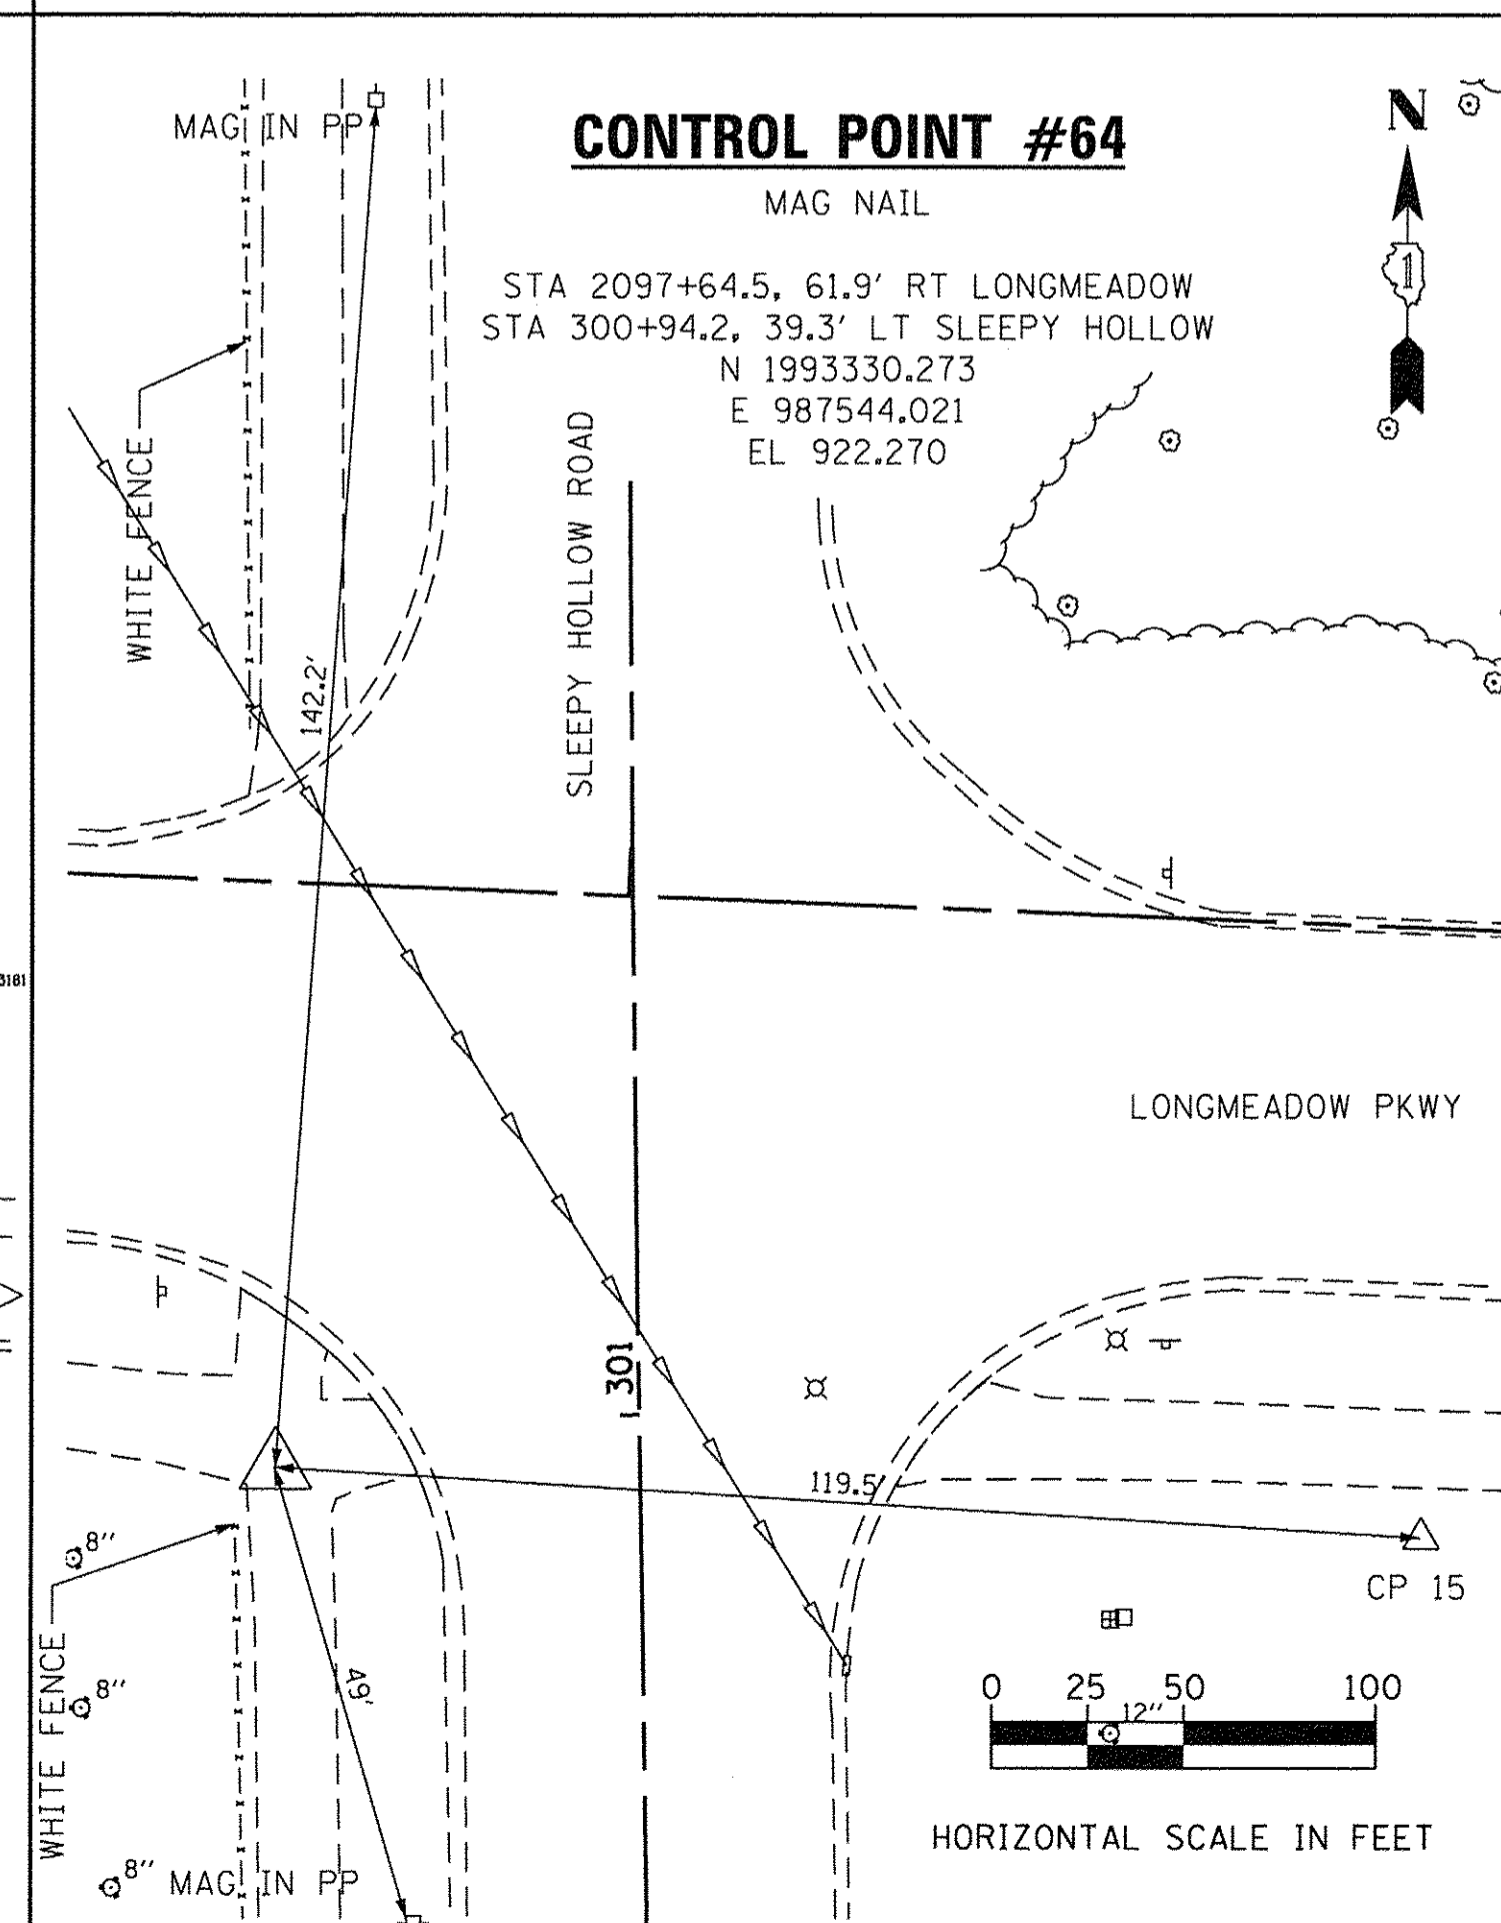 CONTROL POINT #64
MAG NAIL
STA 2097+64.5, 61.9' RT LONGMEADOW
STA 300+94.2, 39.3' LT SLEEPY HOLLOW
N 1993330.273
E 987544.021
EL 922.270
N
1
MAG IN PP
WHITE FENCE
142.2'
SLEEPY HOLLOW ROAD
3181
LONGMEADOW PKWY
301
119.5'
CP 15
8"
8"
8"
WHITE FENCE
49'
MAG IN PP
0 25 50 100
12"
HORIZONTAL SCALE IN FEET